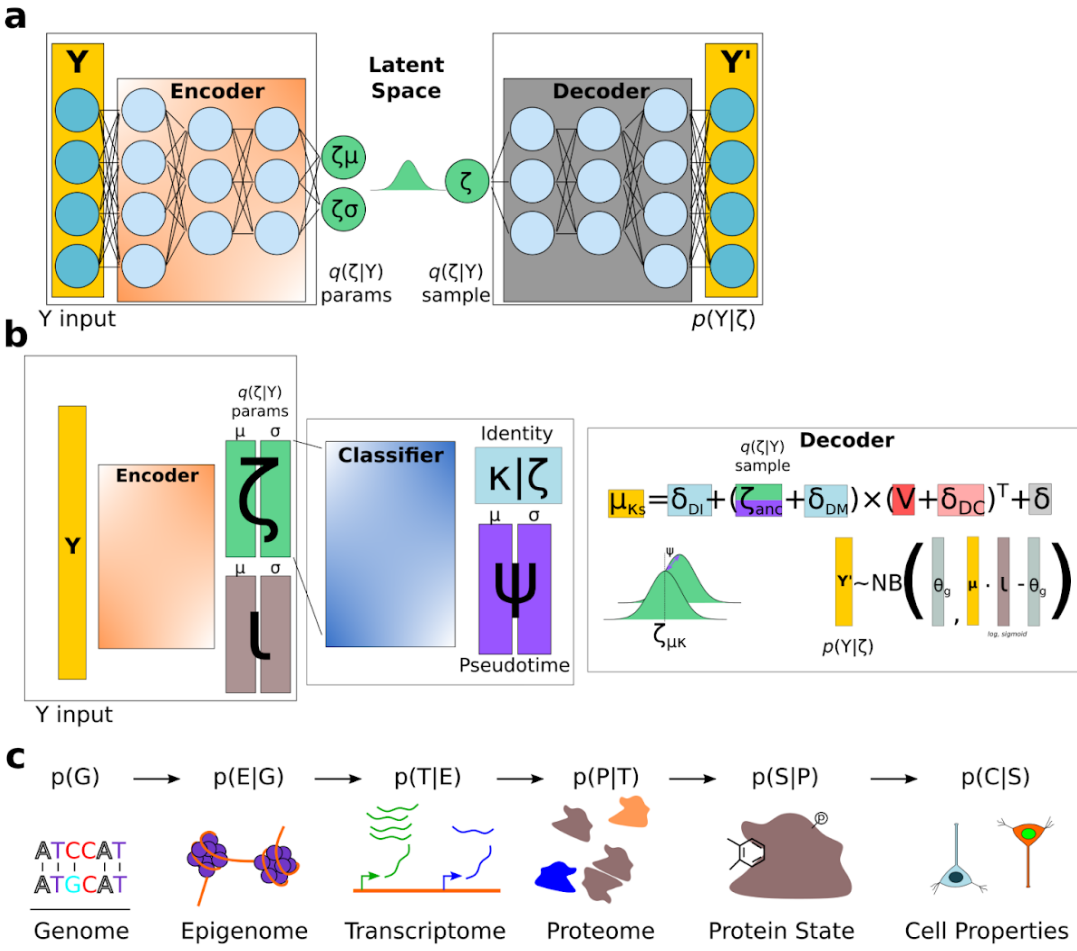 a
Y
Encoder
ζμ
ζσ
Latent
Space
ζ
Decoder
Y'
q(ζ|Y)
params
q(ζ|Y)
sample
Y input
p(Y|ζ)
b
Y
Encoder
q(ζ|Y)
params
μ σ
ζ
μ σ
ι
Y input
Classifier
Identity
κ|ζ
μ σ
ψ
Pseudotime
Decoder
q(ζ|Y)
sample
μKs=δDI+(ζanc+δDM)×(V+δDC)T+δ
ψ
ζμκ
Y'~NB(θg, μ · ι -θg)
log, sigmoid
p(Y|ζ)
c
p(G) → p(E|G) → p(T|E) → p(P|T) → p(S|P) → p(C|S)
P
ATCCAT
ATGCAT
Genome Epigenome Transcriptome Proteome Protein State Cell Properties